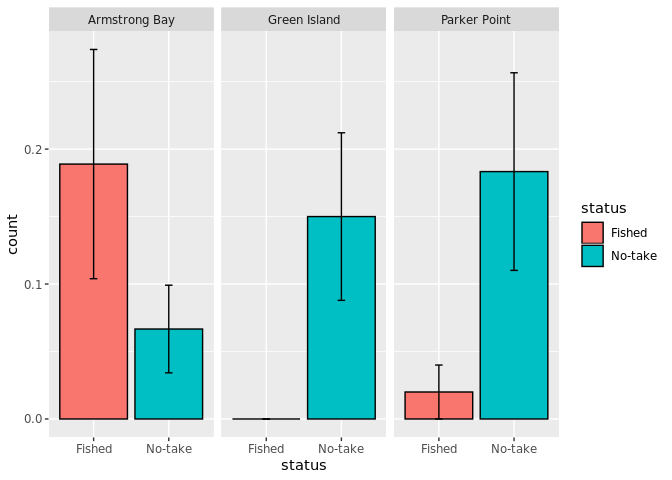 Armstrong Bay Green Island Parker Point
count
0.2
0.1
0.0
Fished No-take Fished No-take Fished No-take
status
status
Fished
No-take